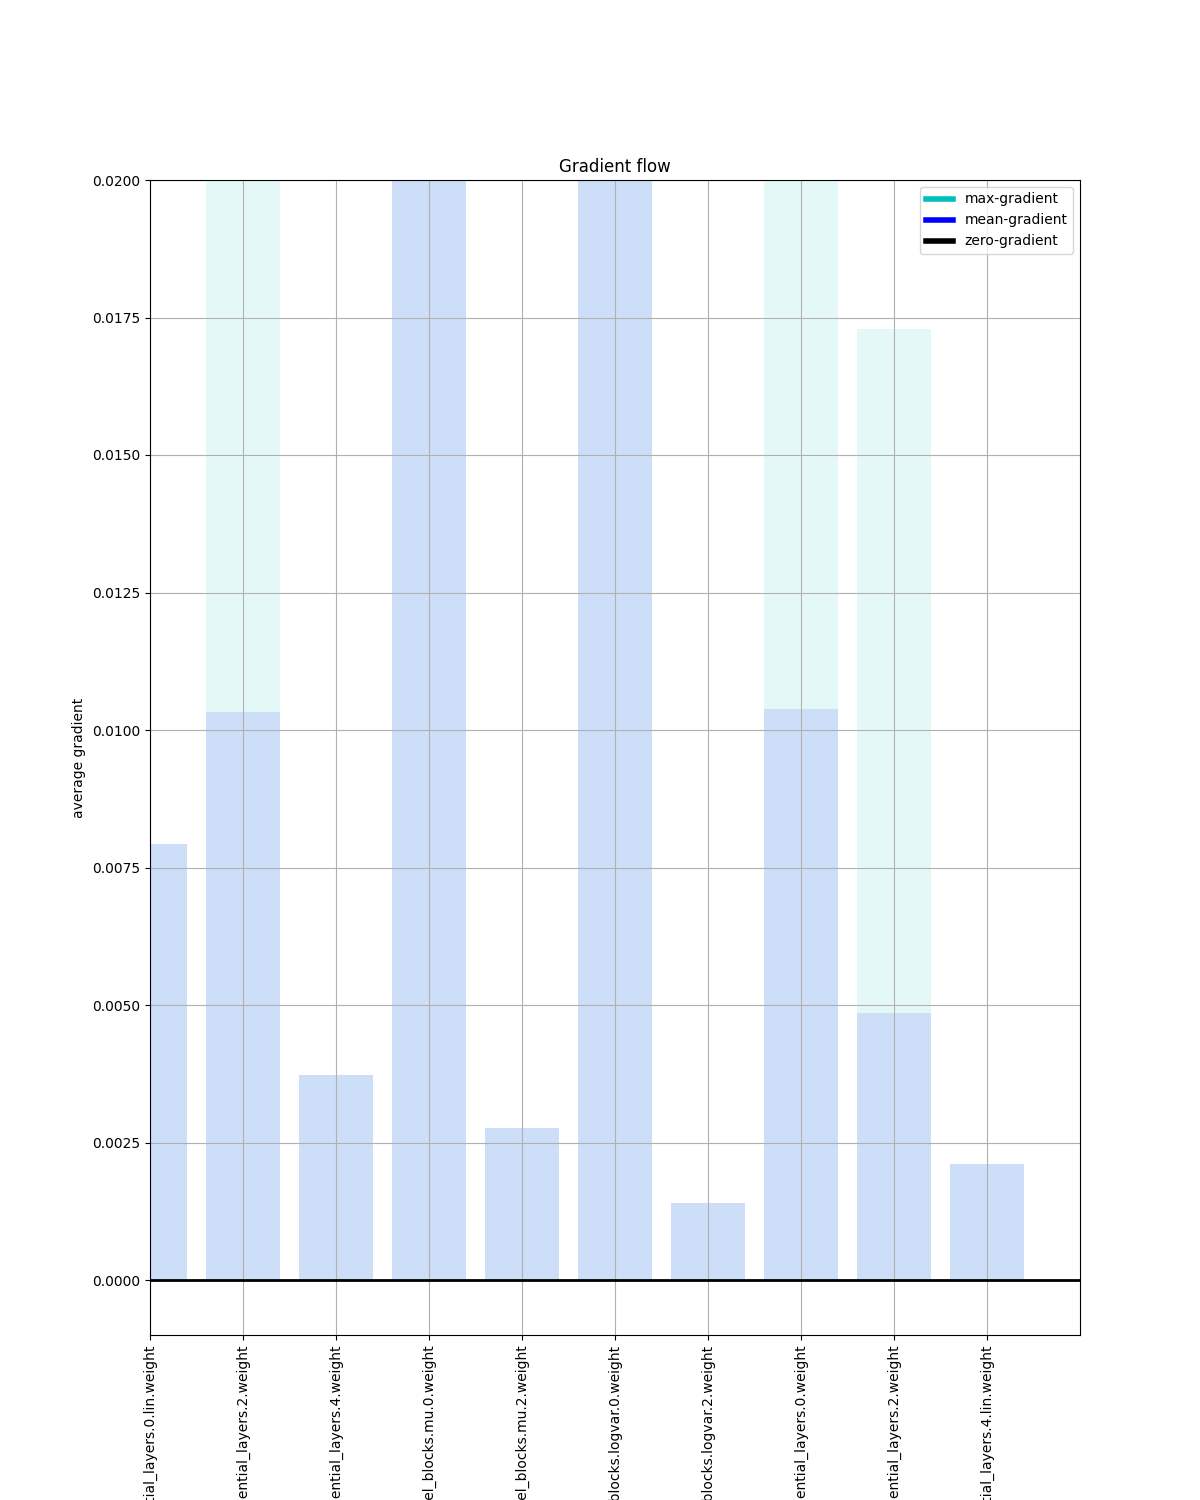 Gradient flow
max-gradient
mean-gradient
zero-gradient
0.0200
0.0175
0.0150
0.0125
0.0100
0.0075
0.0050
0.0025
0.0000
average gradient
tial_layers.0.lin.weight
ential_layers.2.weight
ential_layers.4.weight
el_blocks.mu.0.weight
el_blocks.mu.2.weight
blocks.logvar.0.weight
blocks.logvar.2.weight
ential_layers.0.weight
ential_layers.2.weight
tial_layers.4.lin.weight